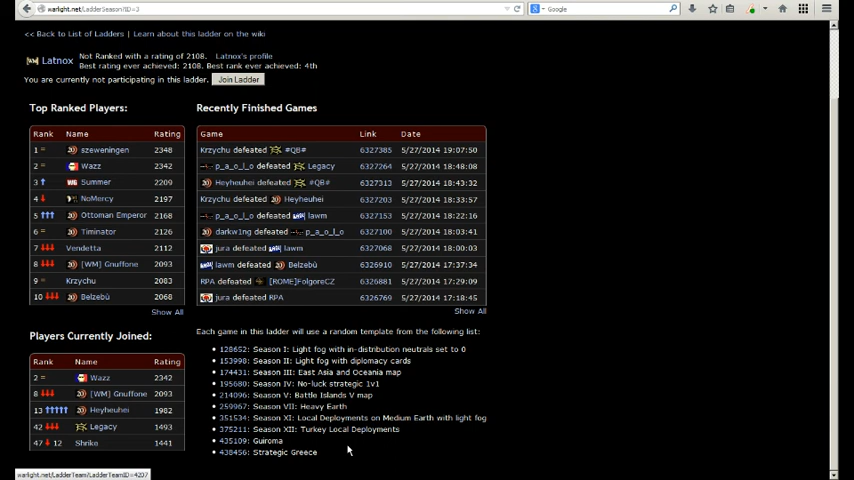 warlight.net/LadderSeason?ID=3
Google
<< Back to List of Ladders | Learn about this ladder on the wiki
Latnox Not Ranked with a rating of 2108. Latnox's profile
Best rating ever achieved: 2108. Best rank ever achieved: 4th
You are currently not participating in this ladder. Join Ladder
Top Ranked Players:
Rank Name Rating
1 = szeweningen 2348
2 = Wazz 2342
3 Summer 2209
4 NoMercy 2197
5 Ottoman Emperor 2168
6 = Timinator 2126
7 Vendetta 2112
8 [WM] Gnuffone 2093
9 = Krzychu 2083
10 Belzebù 2068
Show All
Recently Finished Games
Game Link Date
Krzychu defeated #QB# 6327385 5/27/2014 19:07:50
p_a_o_l_o defeated Legacy 6327264 5/27/2014 18:48:08
Heyheuhei defeated #QB# 6327313 5/27/2014 18:43:32
Krzychu defeated Heyheuhei 6327203 5/27/2014 18:33:57
p_a_o_l_o defeated lawm 6327153 5/27/2014 18:22:16
darkw1ng defeated p_a_o_l_o 6327100 5/27/2014 18:03:41
jura defeated lawm 6327068 5/27/2014 18:00:03
lawm defeated Belzebù 6326910 5/27/2014 17:37:34
RPA defeated [ROME]FolgoreCZ 6326881 5/27/2014 17:29:09
jura defeated RPA 6326769 5/27/2014 17:18:45
Show All
Players Currently Joined:
Rank Name Rating
2 = Wazz 2342
8 [WM] Gnuffone 2093
13 Heyheuhei 1982
42 Legacy 1493
47 12 Shrike 1441
Each game in this ladder will use a random template from the following list:
• 128652: Season I: Light fog with in-distribution neutrals set to 0
• 153998: Season II: Light fog with diplomacy cards
• 174431: Season III: East Asia and Oceania map
• 195680: Season IV: No-luck strategic 1v1
• 214096: Season V: Battle Islands V map
• 259967: Season VII: Heavy Earth
• 351534: Season XI: Local Deployments on Medium Earth with light fog
• 375211: Season XII: Turkey Local Deployments
• 435109: Guiroma
• 438456: Strategic Greece
warlight.net/LadderTeam?LadderTeamID=4207